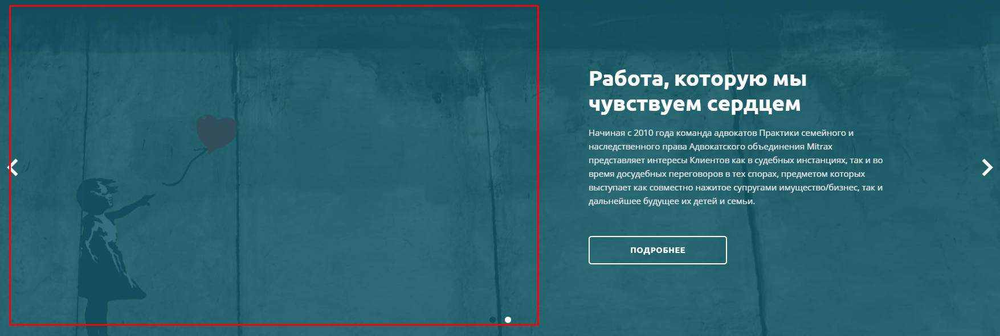 Работа, которую мы
чувствуем сердцем
Начиная с 2010 года команда адвокатов Практики семейного и
наследственного права Адвокатского объединения Mitrax
представляет интересы Клиентов как в судебных инстанциях, так и во
время досудебных переговоров в тех спорах, предметом которых
выступает как совместно нажитое супругами имущество/бизнес, так и
дальнейшее будущее их детей и семьи.
ПОДРОБНЕЕ